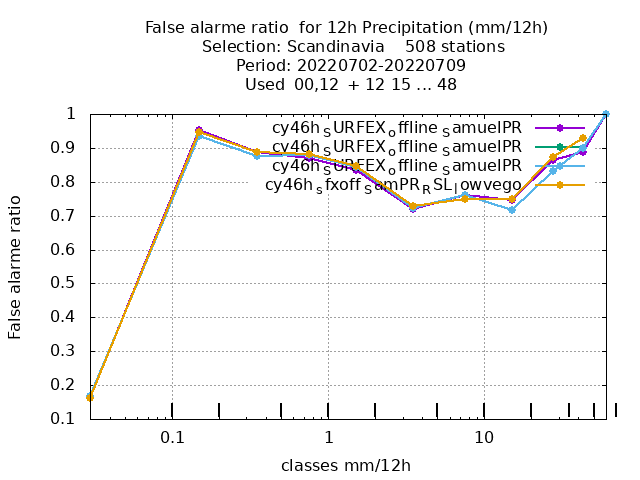 False alarme ratio  for 12h Precipitation (mm/12h)
Selection: Scandinavia    508 stations
Period: 20220702-20220709
Used  00,12  + 12 15 ... 48
1
0.9
0.8
0.7
0.6
0.5
0.4
0.3
0.2
0.1
False alarme ratio
cy46h_SURFEX_offline_SamuelPR
cy46h_SURFEX_offline_SamuelPR
cy46h_SURFEX_offline_SamuelPR
cy46h_sfxoff_SamPR_RSL_lowvego
0.1 1 10
classes mm/12h